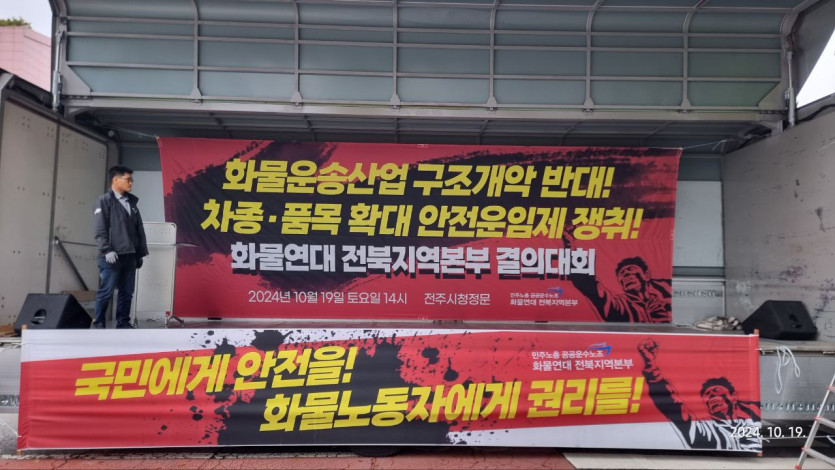 화물운송산업 구조개악 반대!
차종·품목 확대 안전운임제 쟁취!
화물연대 전북지역본부 결의대회
2024년 10월 19일 토요일 14시 전주시청정문
민주노총 공공운수노조
화물연대 전북지역본부
국민에게 안전을!
화물노동자에게 권리를!
민주노총 공공운수노조
화물연대 전북지역본부
2024. 10. 19.